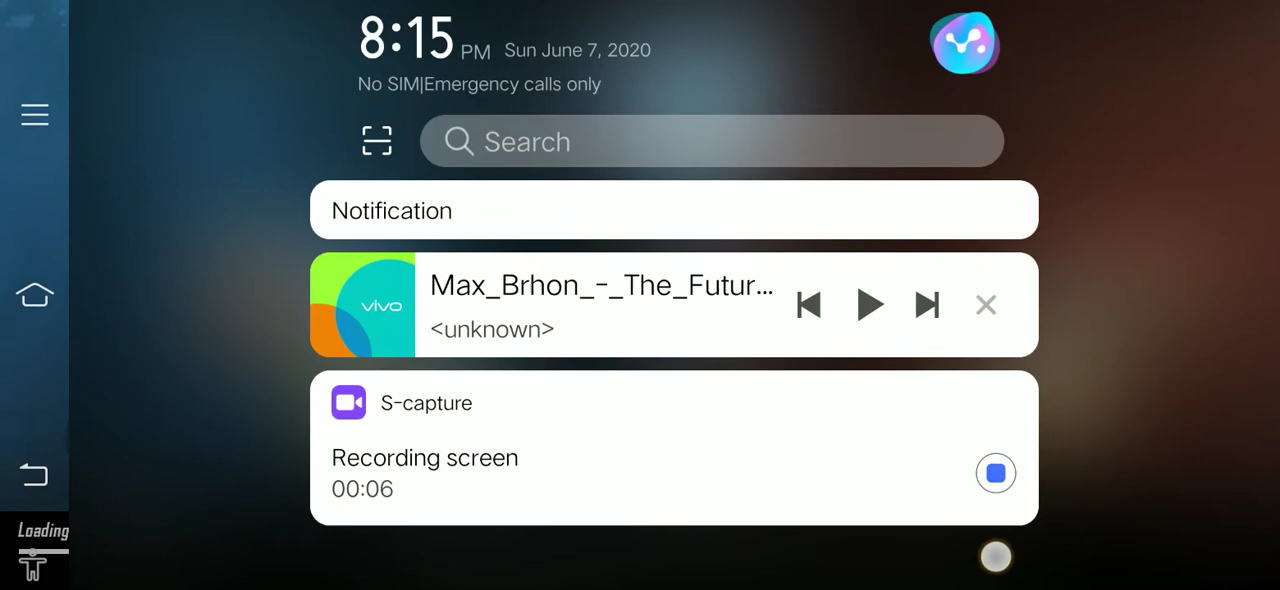 8:15 PM Sun June 7, 2020
No SIM|Emergency calls only
Search
Notification
vivo
Max_Brhon_-_The_Futur...
<unknown>
S-capture
Recording screen
00:06
Loading